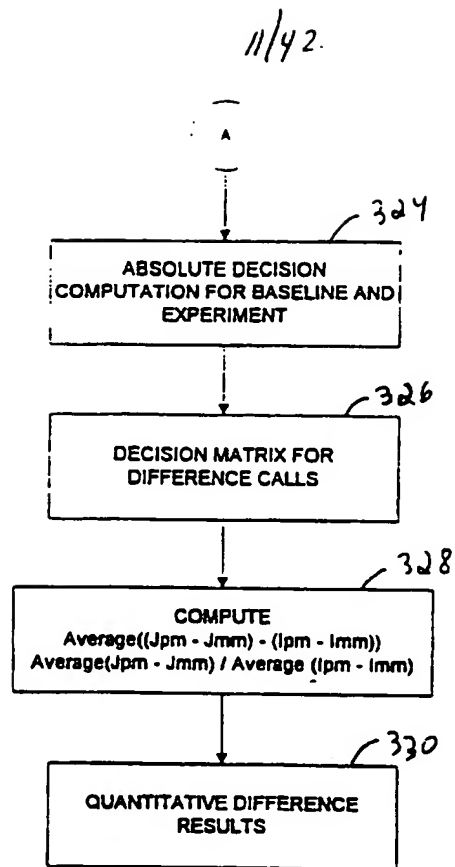 11/42.
A
324
ABSOLUTE DECISION
COMPUTATION FOR BASELINE AND
EXPERIMENT
326
DECISION MATRIX FOR
DIFFERENCE CALLS
328
COMPUTE
Average((Jpm - Jmm) - (Ipm - Imm))
Average(Jpm - Jmm) / Average (Ipm - Imm)
330
QUANTITATIVE DIFFERENCE
RESULTS